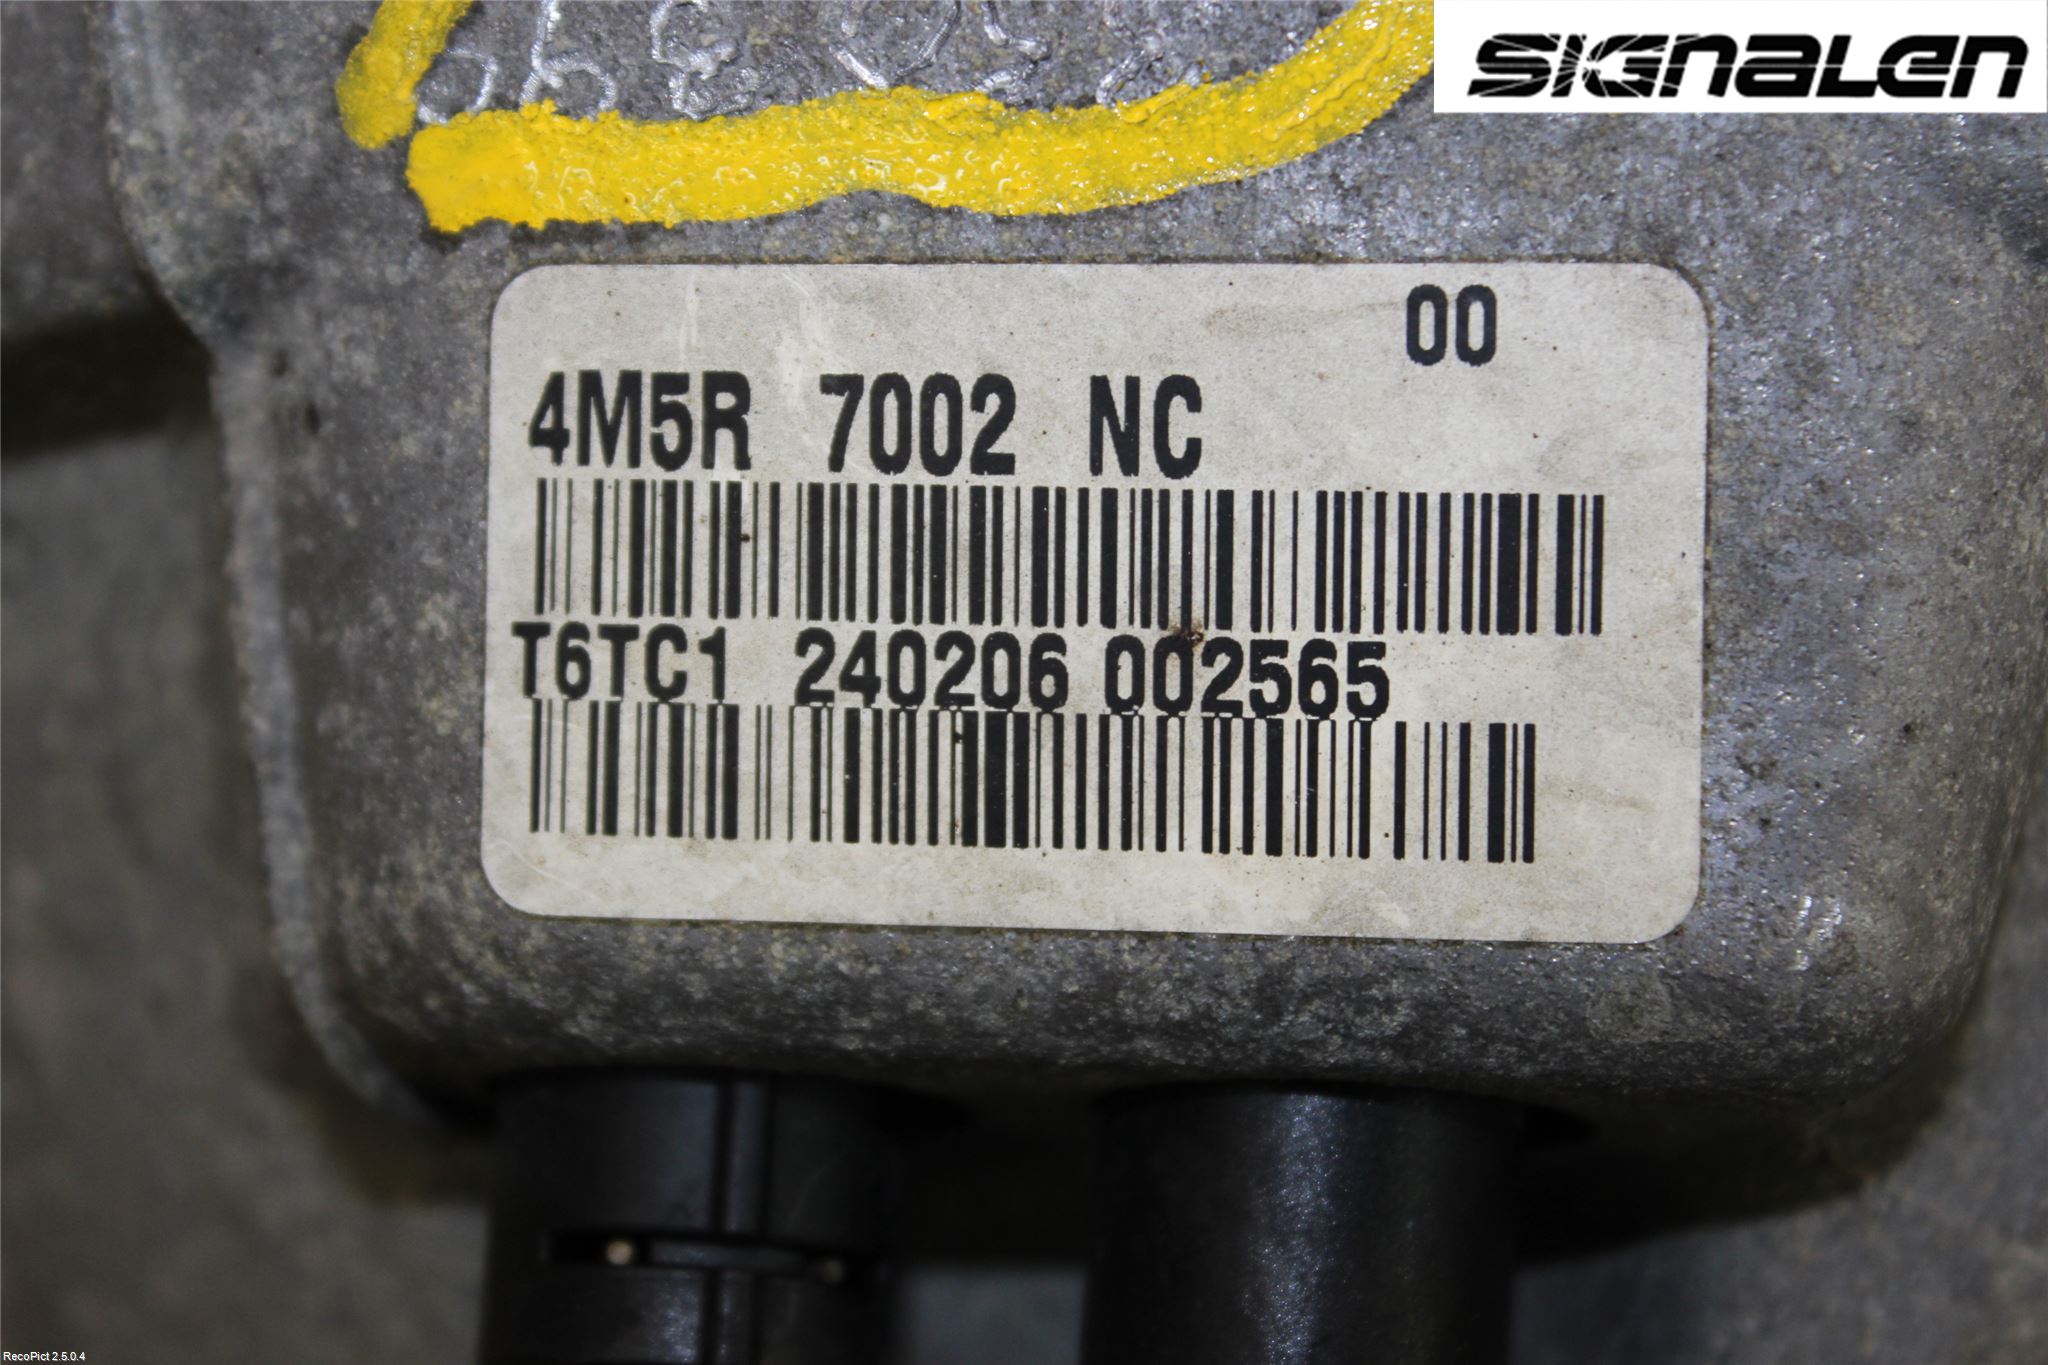 SIGNALEN
00
4M5R 7002 NC
T6TC1 240206 002565
RecoPict 2.5.0.4